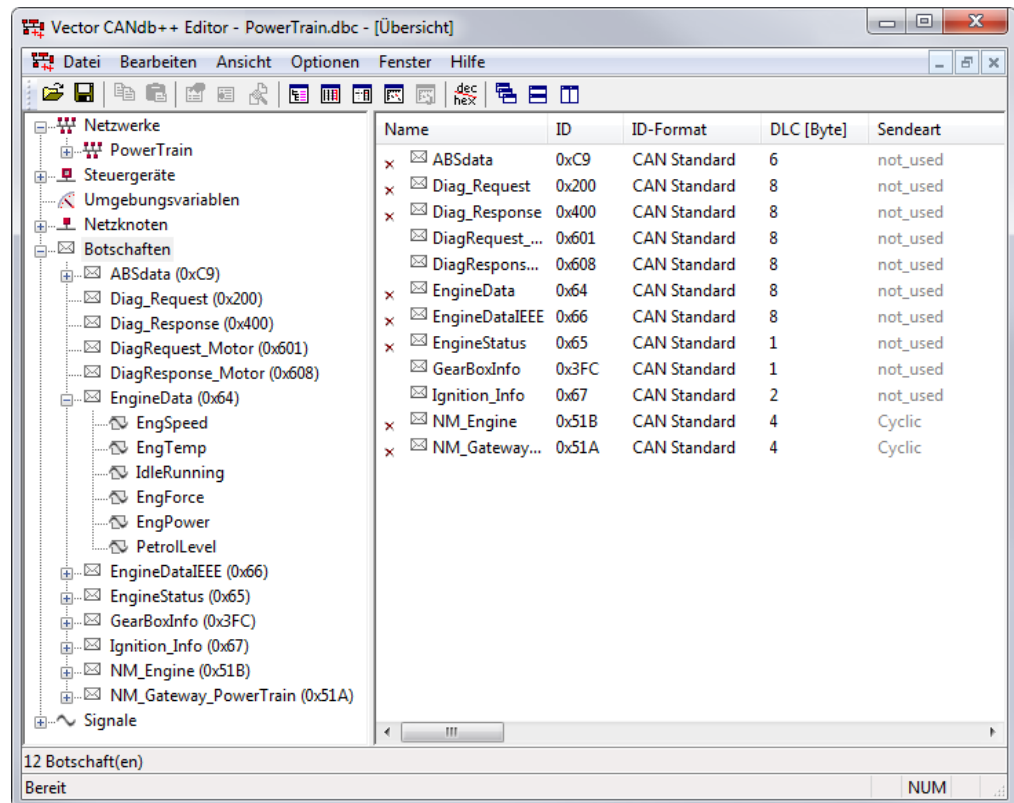 Vector CANdb++ Editor - PowerTrain.dbc - [Übersicht]
Datei Bearbeiten Ansicht Optionen Fenster Hilfe
dec
hex
Netzwerke
PowerTrain
Steuergeräte
Umgebungsvariablen
Netzknoten
Botschaften
ABSdata (0xC9)
Diag_Request (0x200)
Diag_Response (0x400)
DiagRequest_Motor (0x601)
DiagResponse_Motor (0x608)
EngineData (0x64)
EngSpeed
EngTemp
IdleRunning
EngForce
EngPower
PetrolLevel
EngineDataIEEE (0x66)
EngineStatus (0x65)
GearBoxInfo (0x3FC)
Ignition_Info (0x67)
NM_Engine (0x51B)
NM_Gateway_PowerTrain (0x51A)
Signale
Name ID ID-Format DLC [Byte] Sendeart
ABSdata 0xC9 CAN Standard 6 not_used
Diag_Request 0x200 CAN Standard 8 not_used
Diag_Response 0x400 CAN Standard 8 not_used
DiagRequest_... 0x601 CAN Standard 8 not_used
DiagRespons... 0x608 CAN Standard 8 not_used
EngineData 0x64 CAN Standard 8 not_used
EngineDataIEEE 0x66 CAN Standard 8 not_used
EngineStatus 0x65 CAN Standard 1 not_used
GearBoxInfo 0x3FC CAN Standard 1 not_used
Ignition_Info 0x67 CAN Standard 2 not_used
NM_Engine 0x51B CAN Standard 4 Cyclic
NM_Gateway... 0x51A CAN Standard 4 Cyclic
12 Botschaft(en)
Bereit NUM